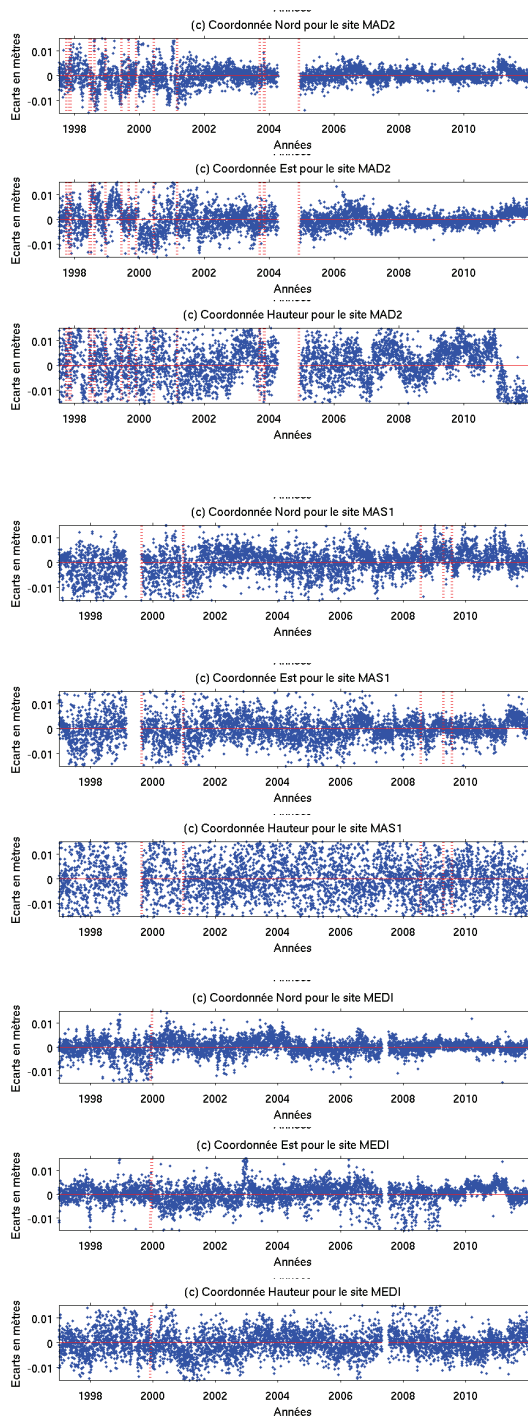 (c) Coordonnée Nord pour le site MAD2
Ecarts en mètres
0.01
0
-0.01
1998 2000 2002 2004 2006 2008 2010
Années
(c) Coordonnée Est pour le site MAD2
Ecarts en mètres
0.01
0
-0.01
1998 2000 2002 2004 2006 2008 2010
Années
(c) Coordonnée Hauteur pour le site MAD2
Ecarts en mètres
0.01
0
-0.01
1998 2000 2002 2004 2006 2008 2010
Années
(c) Coordonnée Nord pour le site MAS1
Ecarts en mètres
0.01
0
-0.01
1998 2000 2002 2004 2006 2008 2010
Années
(c) Coordonnée Est pour le site MAS1
Ecarts en mètres
0.01
0
-0.01
1998 2000 2002 2004 2006 2008 2010
Années
(c) Coordonnée Hauteur pour le site MAS1
Ecarts en mètres
0.01
0
-0.01
1998 2000 2002 2004 2006 2008 2010
Années
(c) Coordonnée Nord pour le site MEDI
Ecarts en mètres
0.01
0
-0.01
1998 2000 2002 2004 2006 2008 2010
Années
(c) Coordonnée Est pour le site MEDI
Ecarts en mètres
0.01
0
-0.01
1998 2000 2002 2004 2006 2008 2010
Années
(c) Coordonnée Hauteur pour le site MEDI
Ecarts en mètres
0.01
0
-0.01
1998 2000 2002 2004 2006 2008 2010
Années